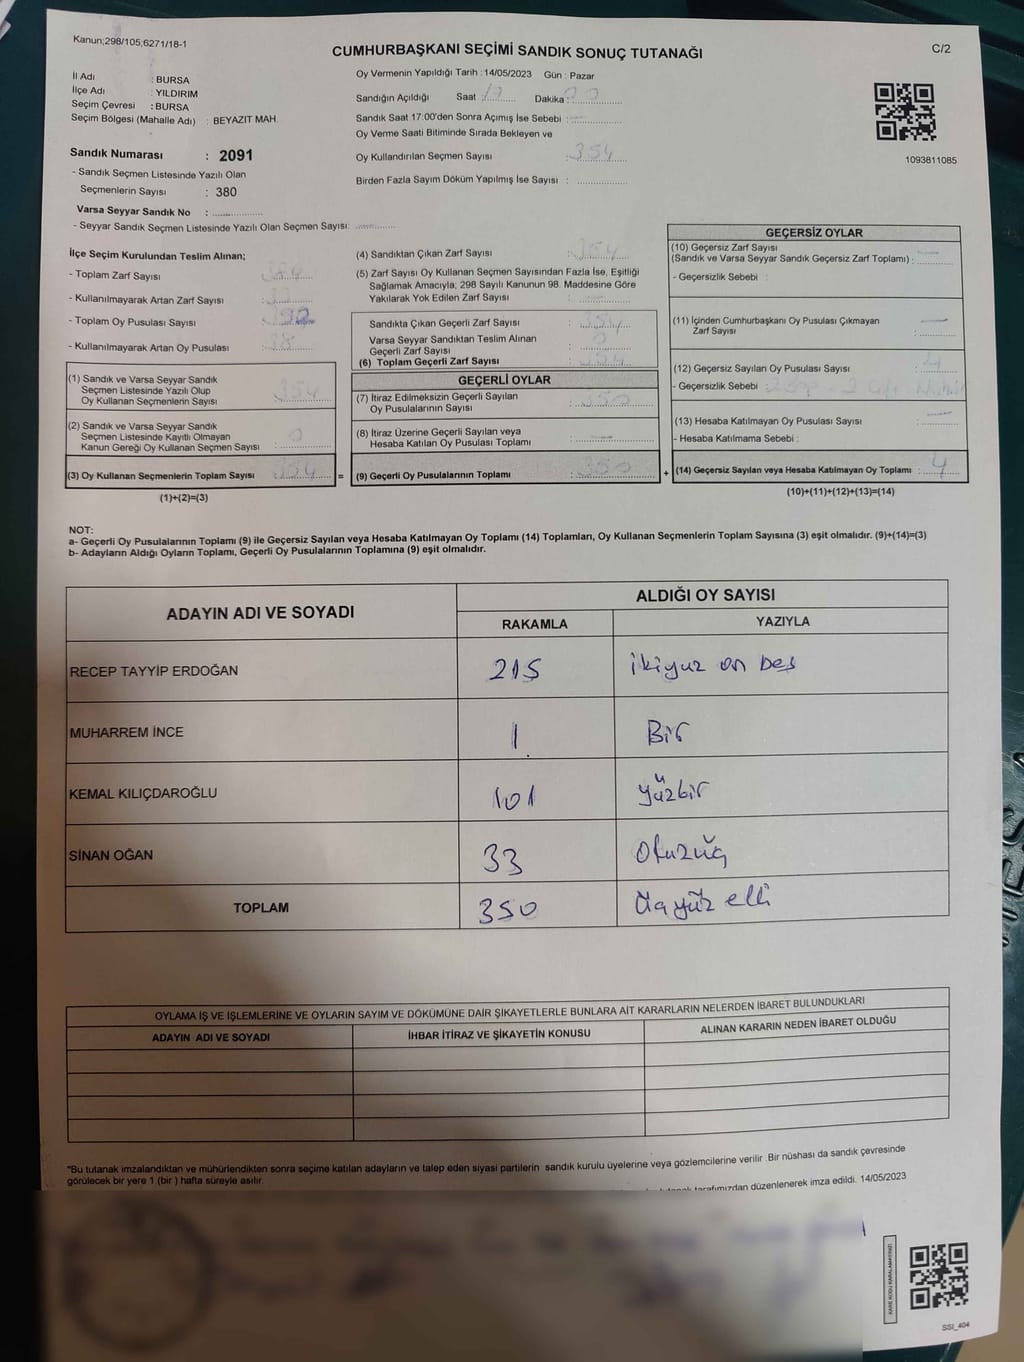 Kanun;298/105;6271/18-1
CUMHURBAŞKANI SEÇİMİ SANDIK SONUÇ TUTANAĞI
C/2
İl Adı : BURSA
İlçe Adı : YILDIRIM
Seçim Çevresi : BURSA
Seçim Bölgesi (Mahalle Adı) : BEYAZIT MAH.
Oy Vermenin Yapıldığı Tarih : 14/05/2023 Gün : Pazar
Sandığın Açıldığı Saat : 17 Dakika :
Sandık Saat 17:00'den Sonra Açımış İse Sebebi :
Oy Verme Saati Bitiminde Sırada Bekleyen ve
Oy Kullandırılan Seçmen Sayısı : 354
Birden Fazla Sayım Döküm Yapılmış İse Sayısı :
1093811085
Sandık Numarası : 2091
- Sandık Seçmen Listesinde Yazılı Olan
Seçmenlerin Sayısı : 380
Varsa Seyyar Sandık No :
- Seyyar Sandık Seçmen Listesinde Yazılı Olan Seçmen Sayısı:
İlçe Seçim Kurulundan Teslim Alınan;
- Toplam Zarf Sayısı :
- Kullanılmayarak Artan Zarf Sayısı :
- Toplam Oy Pusulası Sayısı :
- Kullanılmayarak Artan Oy Pusulası :
(1) Sandık ve Varsa Seyyar Sandık
Seçmen Listesinde Yazılı Olup
Oy Kullanan Seçmenlerin Sayısı : 354
(2) Sandık ve Varsa Seyyar Sandık
Seçmen Listesinde Kayıtlı Olmayan
Kanun Gereği Oy Kullanan Seçmen Sayısı : 0
(3) Oy Kullanan Seçmenlerin Toplam Sayısı : 354 =
(1)+(2)=(3)
(4) Sandıktan Çıkan Zarf Sayısı : 354
(5) Zarf Sayısı Oy Kullanan Seçmen Sayısından Fazla İse, Eşitliği
Sağlamak Amacıyla; 298 Sayılı Kanunun 98. Maddesine Göre
Yakılarak Yok Edilen Zarf Sayısı :
Sandıkta Çıkan Geçerli Zarf Sayısı : 354
Varsa Seyyar Sandıktan Teslim Alınan
Geçerli Zarf Sayısı : 0
(6) Toplam Geçerli Zarf Sayısı : 354
GEÇERLİ OYLAR
(7) İtiraz Edilmeksizin Geçerli Sayılan
Oy Pusulalarının Sayısı : 350
(8) İtiraz Üzerine Geçerli Sayılan veya
Hesaba Katılan Oy Pusulası Toplamı :
(9) Geçerli Oy Pusulalarının Toplamı : 350 +
GEÇERSİZ OYLAR
(10) Geçersiz Zarf Sayısı
(Sandık ve Varsa Seyyar Sandık Geçersiz Zarf Toplamı) :
- Geçersizlik Sebebi :
(11) İçinden Cumhurbaşkanı Oy Pusulası Çıkmayan
Zarf Sayısı :
(12) Geçersiz Sayılan Oy Pusulası Sayısı : 4
- Geçersizlik Sebebi :
(13) Hesaba Katılmayan Oy Pusulası Sayısı :
- Hesaba Katılmama Sebebi :
(14) Geçersiz Sayılan veya Hesaba Katılmayan Oy Toplamı : 4
(10)+(11)+(12)+(13)=(14)
NOT:
a- Geçerli Oy Pusulalarının Toplamı (9) ile Geçersiz Sayılan veya Hesaba Katılmayan Oy Toplamı (14) Toplamları, Oy Kullanan Seçmenlerin Toplam Sayısına (3) eşit olmalıdır. (9)+(14)=(3)
b- Adayların Aldığı Oyların Toplamı, Geçerli Oy Pusulalarının Toplamına (9) eşit olmalıdır.
ADAYIN ADI VE SOYADI
ALDIĞI OY SAYISI
RAKAMLA YAZIYLA
RECEP TAYYİP ERDOĞAN 215 ikiyuz on beş
MUHARREM İNCE 1 Bir
KEMAL KILIÇDAROĞLU 101 yüzbir
SİNAN OĞAN 33 Otuzüç
TOPLAM 350 üçyüz elli
OYLAMA İŞ VE İŞLEMLERİNE VE OYLARIN SAYIM VE DÖKÜMÜNE DAİR ŞİKAYETLERLE BUNLARA AİT KARARLARIN NELERDEN İBARET BULUNDUKLARI
ADAYIN ADI VE SOYADI İHBAR İTİRAZ VE ŞİKAYETİN KONUSU ALINAN KARARIN NEDEN İBARET OLDUĞU
*Bu tutanak imzalandıktan ve mühürlendikten sonra seçime katılan adayların ve talep eden siyasi partilerin sandık kurulu üyelerine veya gözlemcilerine verilir. Bir nüshası da sandık çevresinde
görülecek bir yere 1 (bir) hafta süreyle asılır.
tarafımızdan düzenlenerek imza edildi. 14/05/2023
KARE KODU KARALAMAYINIZ!
SSI_404